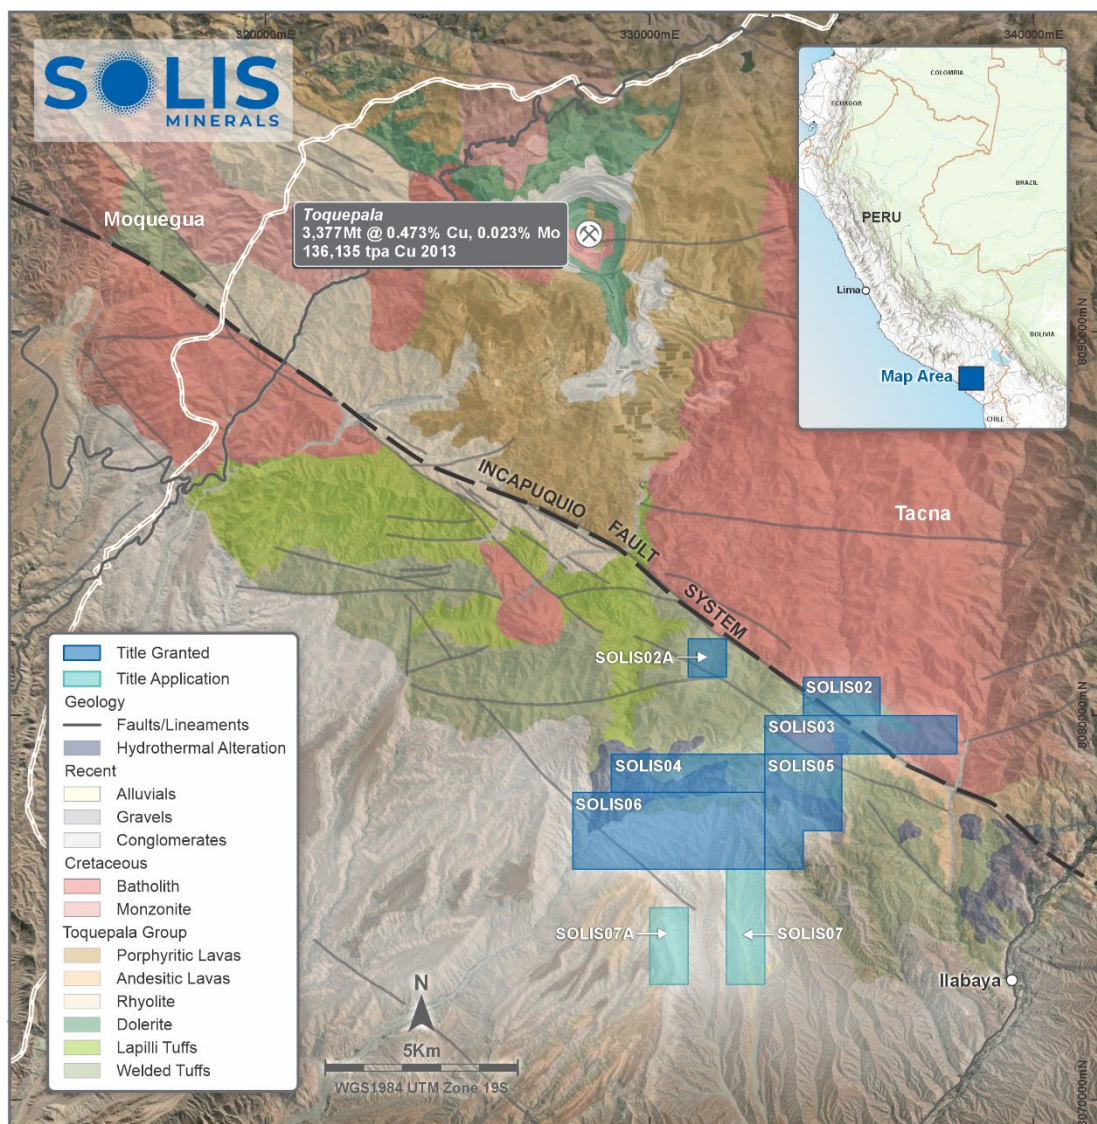 320000mE
330000mE
340000mE
SOLIS
MINERALS
COLOMBIA
ECUADOR
BRAZIL
PERU
Lima
BOLIVIA
Map Area
CHILE
8090000mN
Moquegua
Toquepala
3,377Mt @ 0.473% Cu, 0.023% Mo
136,135 tpa Cu 2013
INCAPUQUIO FAULT SYSTEM
Tacna
SOLIS02A
SOLIS02
SOLIS03
SOLIS04
SOLIS05
SOLIS06
8080000mN
SOLIS07A
SOLIS07
Ilabaya
Title Granted
Title Application
Geology
Faults/Lineaments
Hydrothermal Alteration
Recent
Alluvials
Gravels
Conglomerates
Cretaceous
Batholith
Monzonite
Toquepala Group
Porphyritic Lavas
Andesitic Lavas
Rhyolite
Dolerite
Lapilli Tuffs
Welded Tuffs
N
5Km
WGS1984 UTM Zone 19S
8070000mN